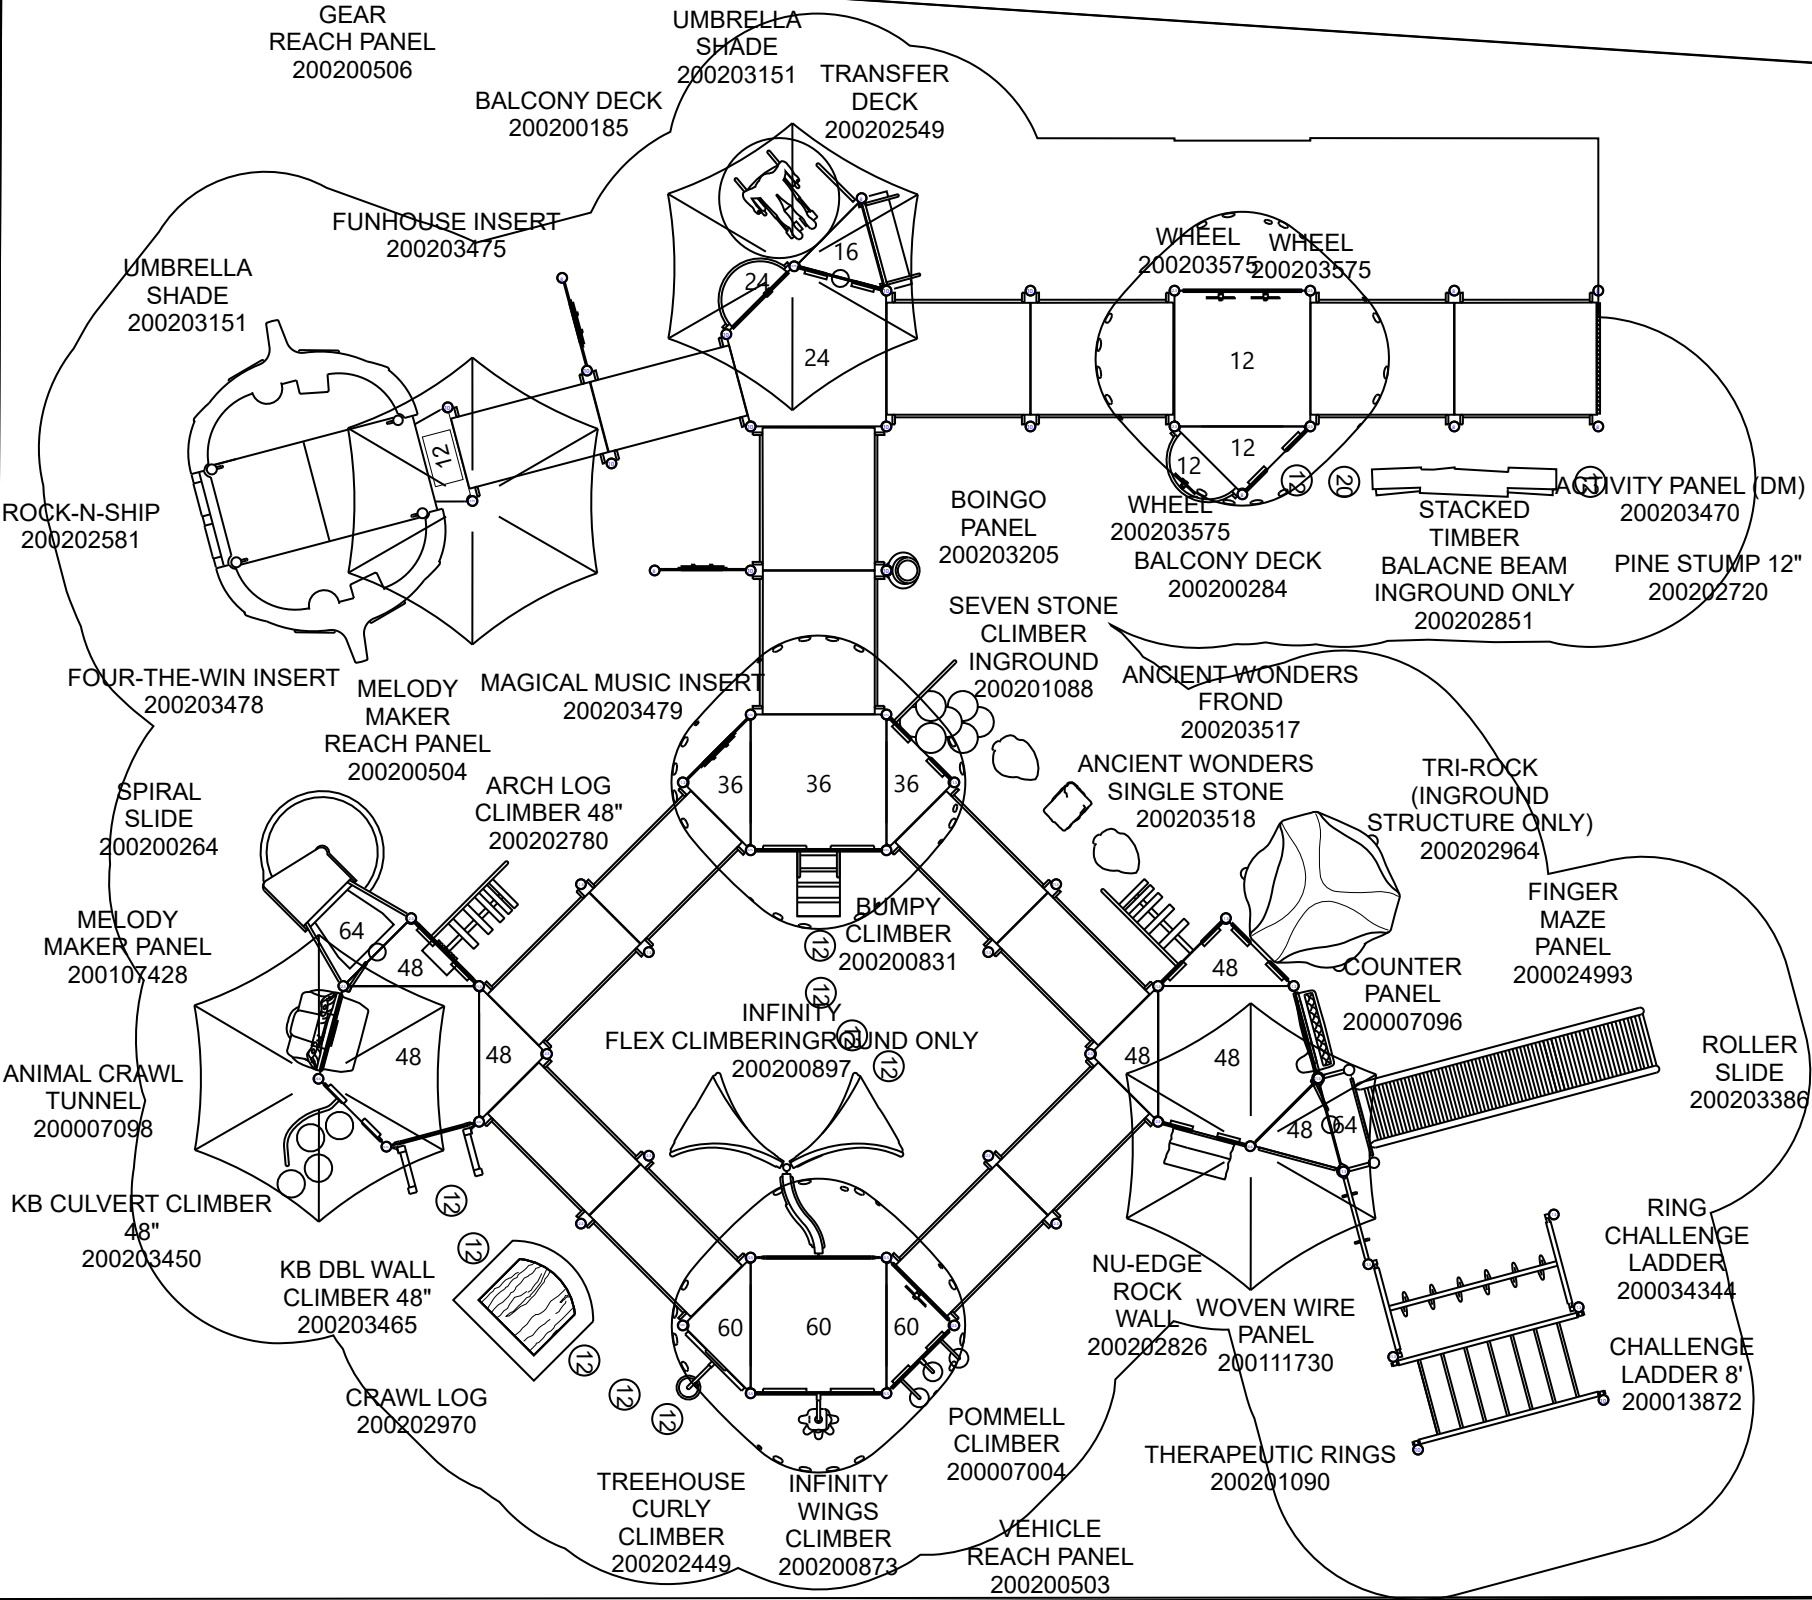 GEAR
REACH PANEL
200200506
UMBRELLA
SHADE
200203151
BALCONY DECK
200200185
TRANSFER
DECK
200202549
FUNHOUSE INSERT
200203475
UMBRELLA
SHADE
200203151
16
24
24
WHEEL
200203575
WHEEL
200203575
12
12
12
12
12
20
12
ROCK-N-SHIP
200202581
BOINGO
PANEL
200203205
WHEEL
200203575
BALCONY DECK
200200284
STACKED
TIMBER
BALACNE BEAM
INGROUND ONLY
200202851
ACTIVITY PANEL (DM)
200203470
PINE STUMP 12"
200202720
SEVEN STONE
CLIMBER
INGROUND
200201088
FOUR-THE-WIN INSERT
200203478
MELODY
MAKER
REACH PANEL
200200504
MAGICAL MUSIC INSERT
200203479
ANCIENT WONDERS
FROND
200203517
ANCIENT WONDERS
SINGLE STONE
200203518
TRI-ROCK
(INGROUND
STRUCTURE ONLY)
200202964
SPIRAL
SLIDE
200200264
ARCH LOG
CLIMBER 48"
200202780
36
36
36
FINGER
MAZE
PANEL
200024993
MELODY
MAKER PANEL
200107428
64
48
BUMPY
CLIMBER
200200831
12
12
12
12
48
COUNTER
PANEL
200007096
INFINITY
FLEX CLIMBERINGROUND ONLY
200200897
48
48
48
48
48
64
ROLLER
SLIDE
200203386
ANIMAL CRAWL
TUNNEL
200007098
KB CULVERT CLIMBER
48"
200203450
12
12
KB DBL WALL
CLIMBER 48"
200203465
60
60
60
NU-EDGE
ROCK
WALL
200202826
WOVEN WIRE
PANEL
200111730
RING
CHALLENGE
LADDER
200034344
CHALLENGE
LADDER 8'
200013872
12
12
12
CRAWL LOG
200202970
POMMELL
CLIMBER
200007004
THERAPEUTIC RINGS
200201090
TREEHOUSE
CURLY
CLIMBER
200202449
INFINITY
WINGS
CLIMBER
200200873
VEHICLE
REACH PANEL
200200503